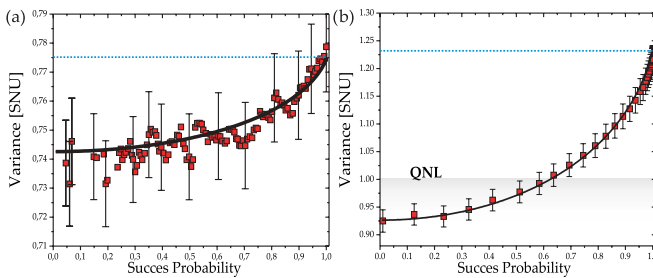 (a)
0,79
0,78
0,77
0,76
0,75
0,74
0,73
0,72
0,71
Variance [SNU]
0,0 0,1 0,2 0,3 0,4 0,5 0,6 0,7 0,8 0,9 1,0
Succes Probability
(b)
1.30
1.25
1.20
1.15
1.10
1.05
1.00
0.95
0.90
Variance [SNU]
QNL
0.0 0.1 0.2 0.3 0.4 0.5 0.6 0.7 0.8 0.9 1.0
Succes Probability